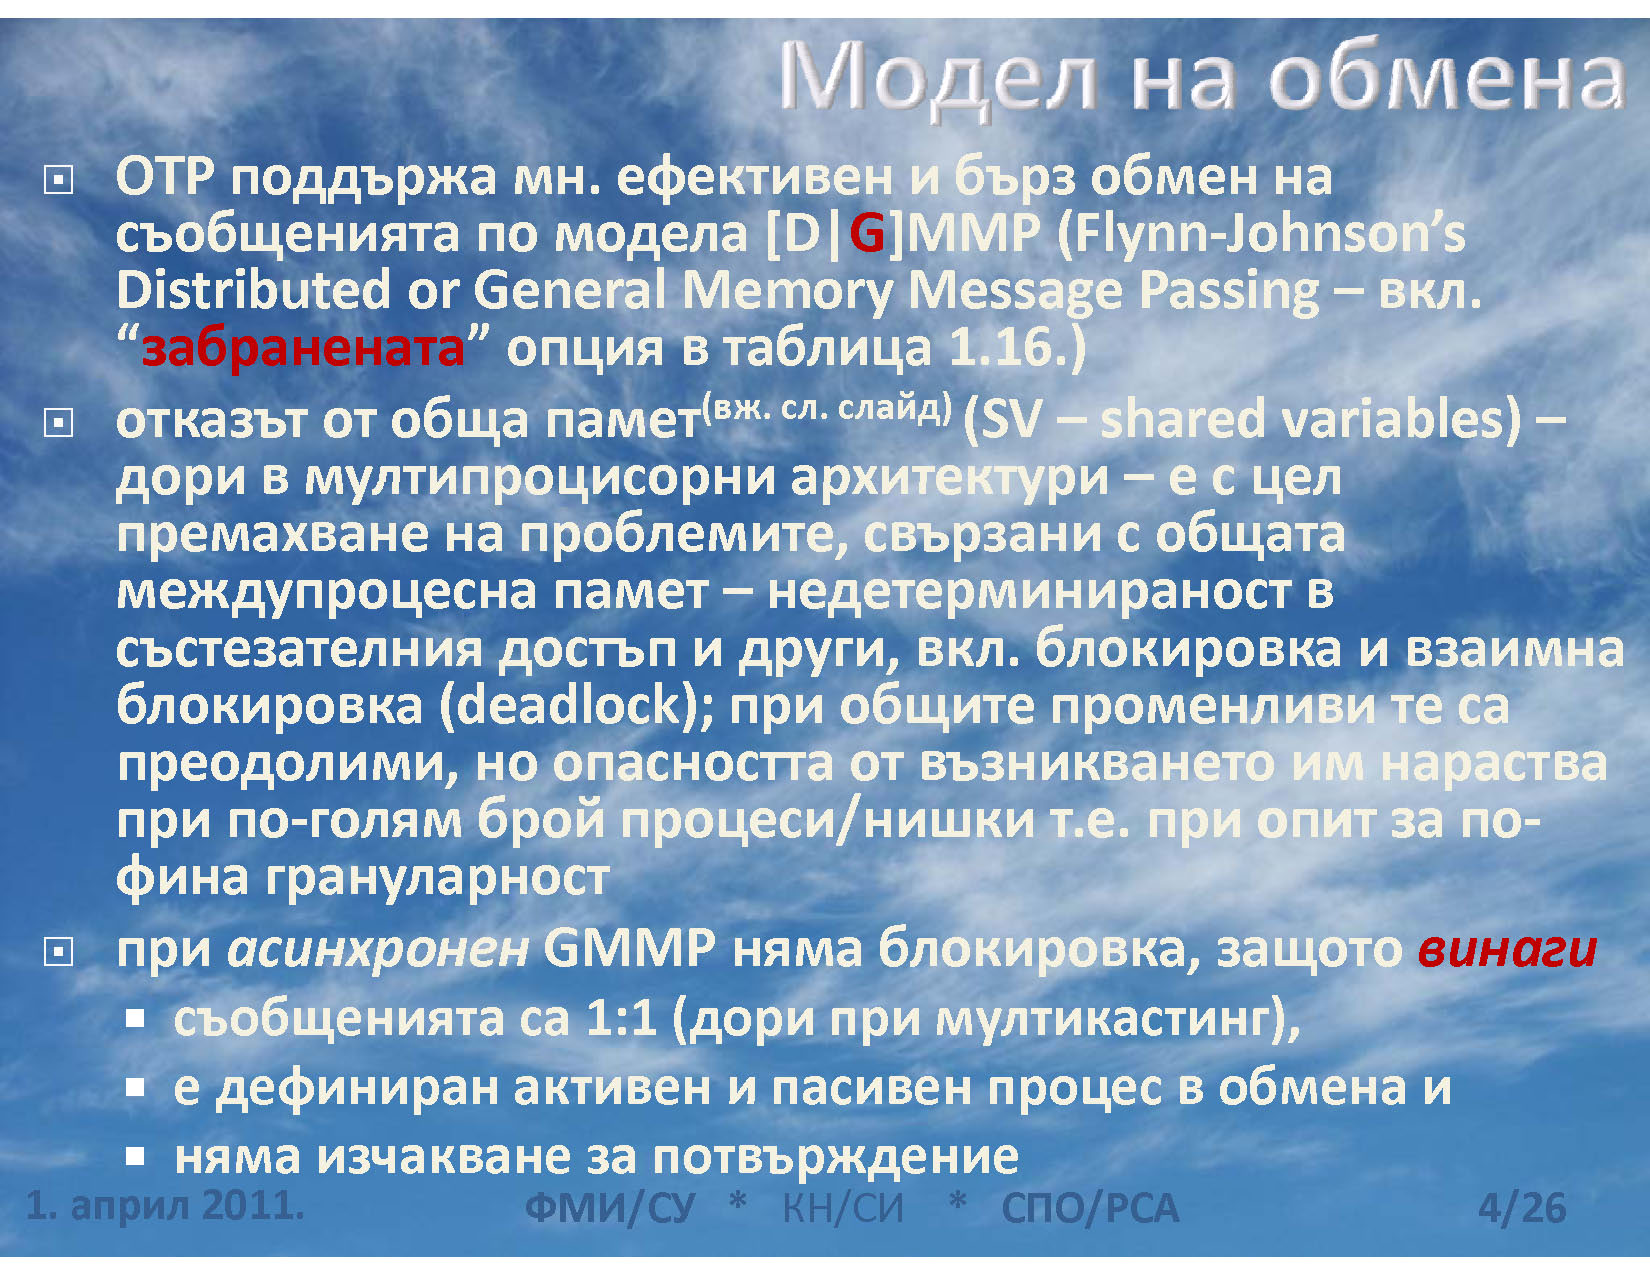 Модел на обмена
ОТР поддържа мн. ефективен и бърз обмен на
съобщенията по модела [D|G]MMP (Flynn-Johnson’s
Distributed or General Memory Message Passing – вкл.
“забранената” опция в таблица 1.16.)
отказът от обща памет(вж. сл. слайд) (SV – shared variables) –
дори в мултипроцисорни архитектури – е с цел
премахване на проблемите, свързани с общата
междупроцесна памет – недетерминираност в
състезателния достъп и други, вкл. блокировка и взаимна
блокировка (deadlock); при общите променливи те са
преодолими, но опасността от възникването им нараства
при по-голям брой процеси/нишки т.е. при опит за по-
фина грануларност
при асинхронен GMMP няма блокировка, защото винаги
съобщенията са 1:1 (дори при мултикастинг),
е дефиниран активен и пасивен процес в обмена и
няма изчакване за потвърждение
1. април 2011. ФМИ/СУ * КН/СИ * СПО/РСА 4/26